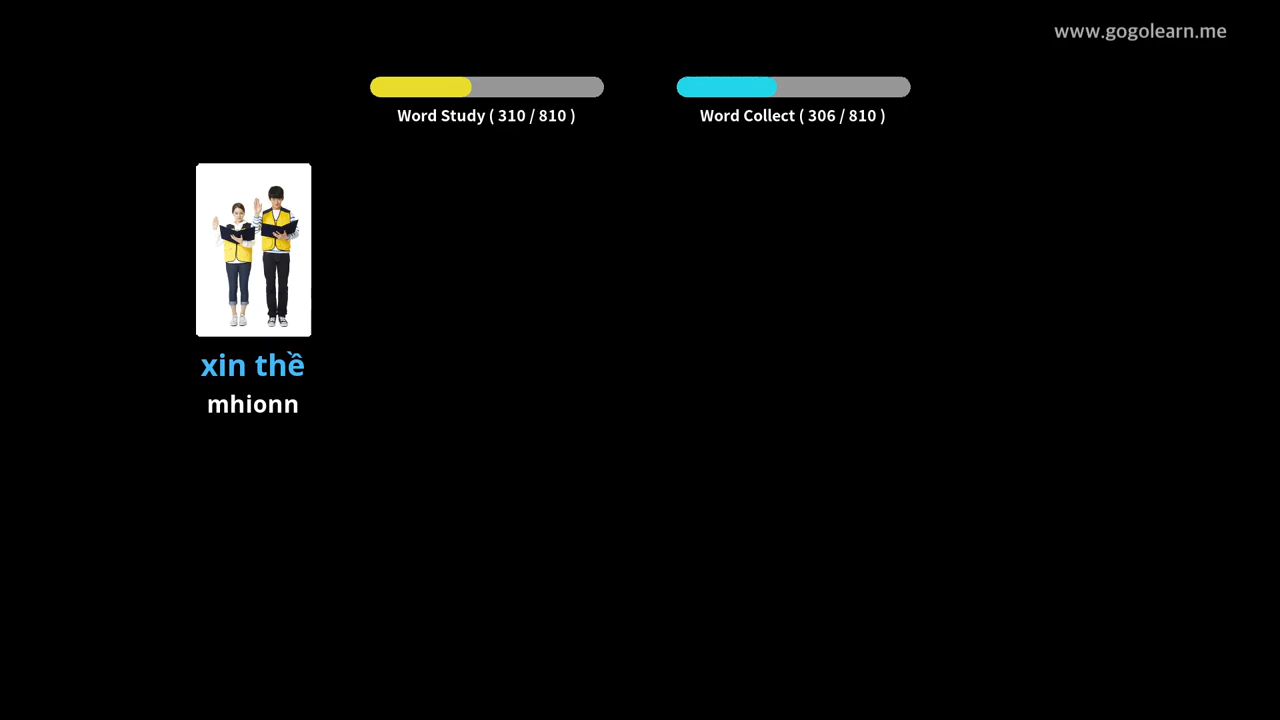 www.gogolearn.me
Word Study ( 310 / 810 )
Word Collect ( 306 / 810 )
xin thề
mhionn